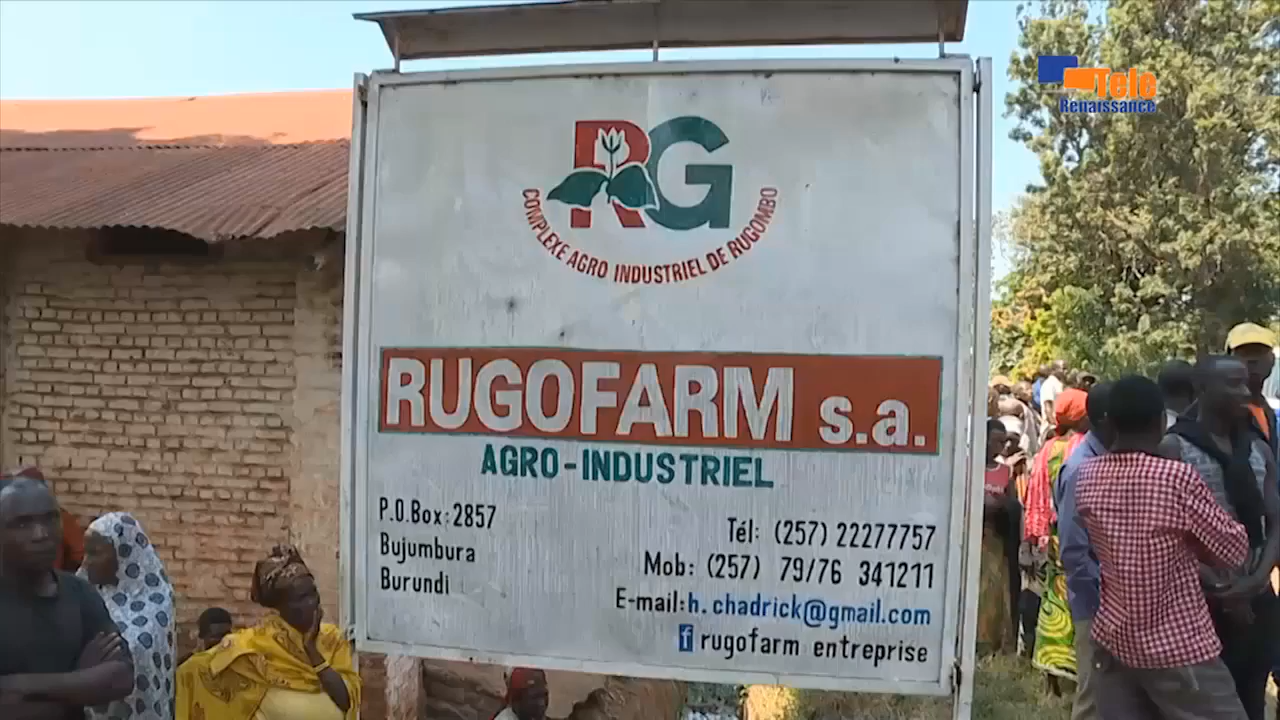 Tele
Renaissance
RG
COMPLEXE AGRO INDUSTRIEL DE RUGOMBO
RUGOFARM s.a.
AGRO-INDUSTRIEL
P.O.Box:2857
Bujumbura
Burundi
Tél: (257) 22277757
Mob: (257) 79/76 341211
E-mail:h.chadrick@gmail.com
f rugofarm entreprise